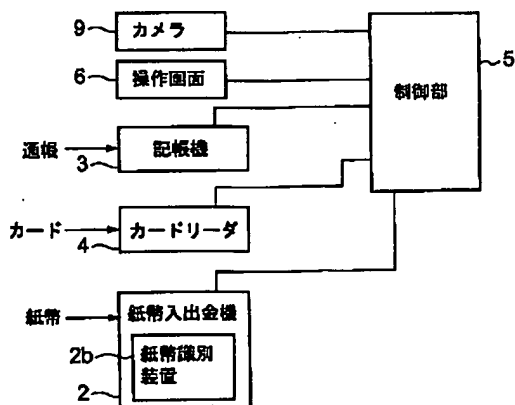 9
カメラ
5
6
操作画面
制御部
通帳
記帳機
3
カード
カードリーダ
4
紙幣
紙幣入出金機
2b
紙幣識別
装置
2